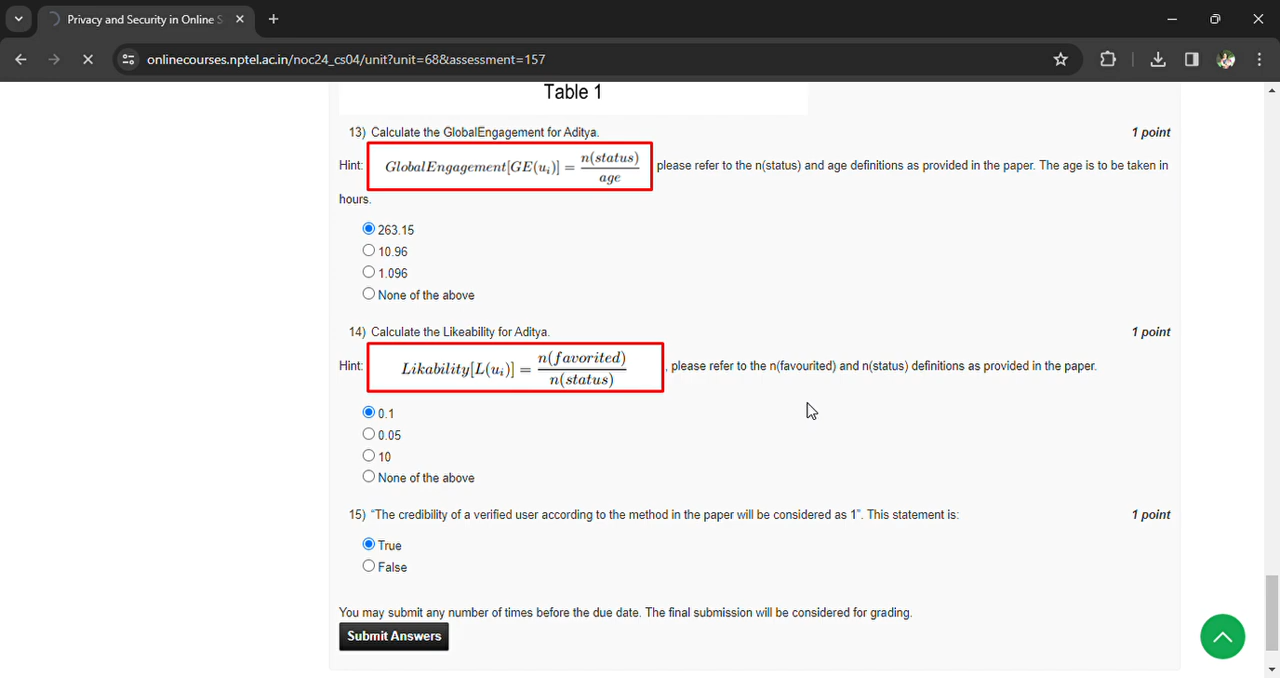 Privacy and Security in Online S
onlinecourses.nptel.ac.in/noc24_cs04/unit?unit=68&assessment=157
Table 1
13) Calculate the GlobalEngagement for Aditya. 1 point
Hint: GlobalEngagement[GE(uᵢ)] = n(status) / age please refer to the n(status) and age definitions as provided in the paper. The age is to be taken in
hours.
263.15
10.96
1.096
None of the above
14) Calculate the Likeability for Aditya. 1 point
Hint: Likability[L(uᵢ)] = n(favorited) / n(status) , please refer to the n(favourited) and n(status) definitions as provided in the paper.
0.1
0.05
10
None of the above
15) “The credibility of a verified user according to the method in the paper will be considered as 1”. This statement is: 1 point
True
False
You may submit any number of times before the due date. The final submission will be considered for grading.
Submit Answers